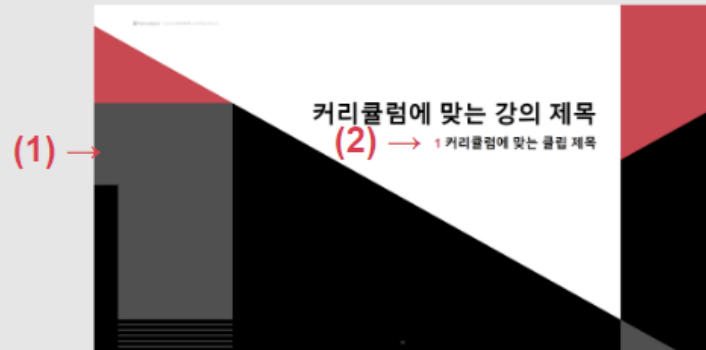 커리큘럼에 맞는 강의 제목
(1) →
(2) → 1 커리큘럼에 맞는 클립 제목